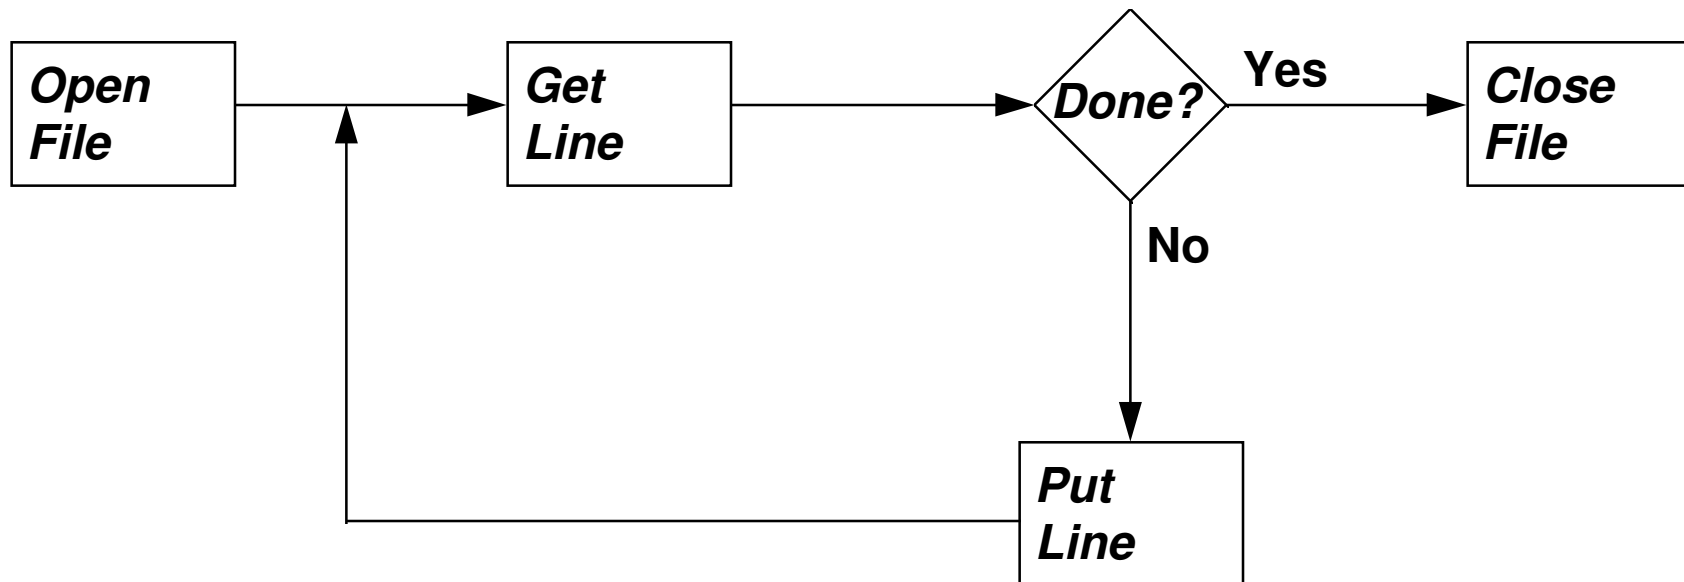 Open
File
Get
Line
Done?
Yes
Close
File
No
Put
Line